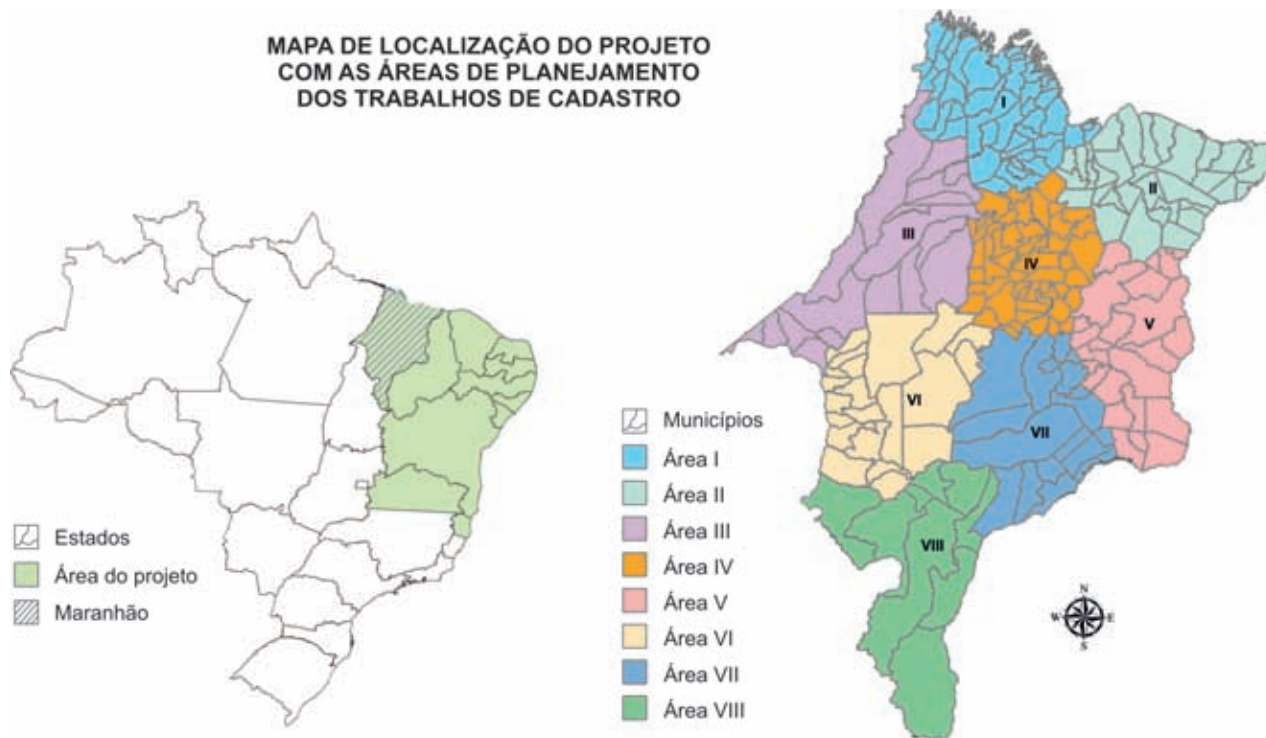 MAPA DE LOCALIZAÇÃO DO PROJETO
COM AS ÁREAS DE PLANEJAMENTO
DOS TRABALHOS DE CADASTRO
Estados
Área do projeto
Maranhão
Municípios
Área I
Área II
Área III
Área IV
Área V
Área VI
Área VII
Área VIII
I
II
III
IV
V
VI
VII
VIII
N
W
E
S